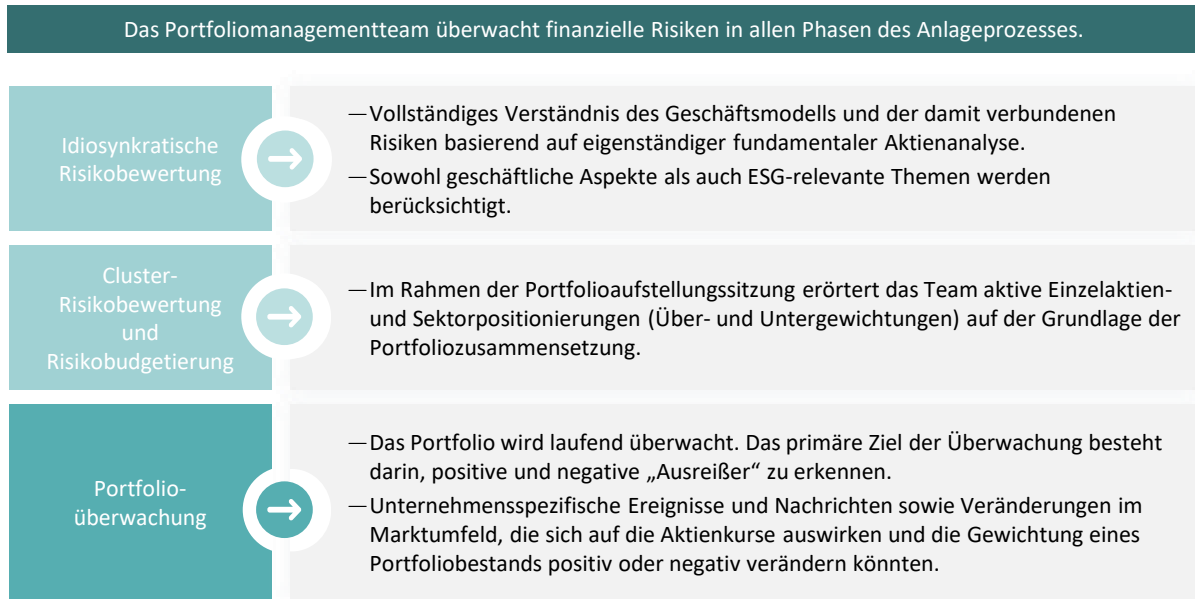 Das Portfoliomanagementteam überwacht finanzielle Risiken in allen Phasen des Anlageprozesses.
Idiosynkratische
Risikobewertung
—Vollständiges Verständnis des Geschäftsmodells und der damit verbundenen
Risiken basierend auf eigenständiger fundamentaler Aktienanalyse.
—Sowohl geschäftliche Aspekte als auch ESG-relevante Themen werden
berücksichtigt.
Cluster-
Risikobewertung
und
Risikobudgetierung
—Im Rahmen der Portfolioaufstellungssitzung erörtert das Team aktive Einzelaktien-
und Sektorpositionierungen (Über- und Untergewichtungen) auf der Grundlage der
Portfoliozusammensetzung.
Portfolio-
überwachung
—Das Portfolio wird laufend überwacht. Das primäre Ziel der Überwachung besteht
darin, positive und negative „Ausreißer“ zu erkennen.
—Unternehmensspezifische Ereignisse und Nachrichten sowie Veränderungen im
Marktumfeld, die sich auf die Aktienkurse auswirken und die Gewichtung eines
Portfoliobestands positiv oder negativ verändern könnten.